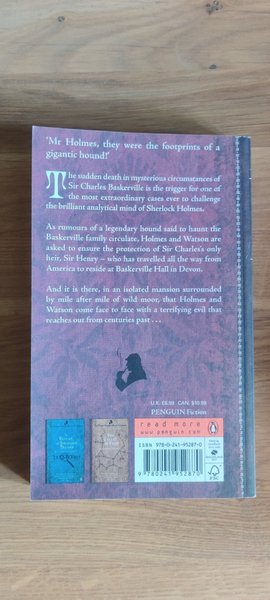 'Mr Holmes, they were the footprints of a
gigantic hound!'
The sudden death in mysterious circumstances of
Sir Charles Baskerville is the trigger for one of
the most extraordinary cases ever to challenge
the brilliant analytical mind of Sherlock Holmes.
As rumours of a legendary hound said to haunt the
Baskerville family circulate, Holmes and Watson are
asked to ensure the protection of Sir Charles's only
heir, Sir Henry – who has travelled all the way from
America to reside at Baskerville Hall in Devon.
And it is there, in an isolated mansion surrounded
by mile after mile of wild moor, that Holmes and
Watson come face to face with a terrifying evil that
reaches out from centuries past . . .
U.K. £6.99 CAN. $10.99
PENGUIN Fiction
read more
www.penguin.com
ISBN 978-0-241-95287-0
9 780241 952870
FSC